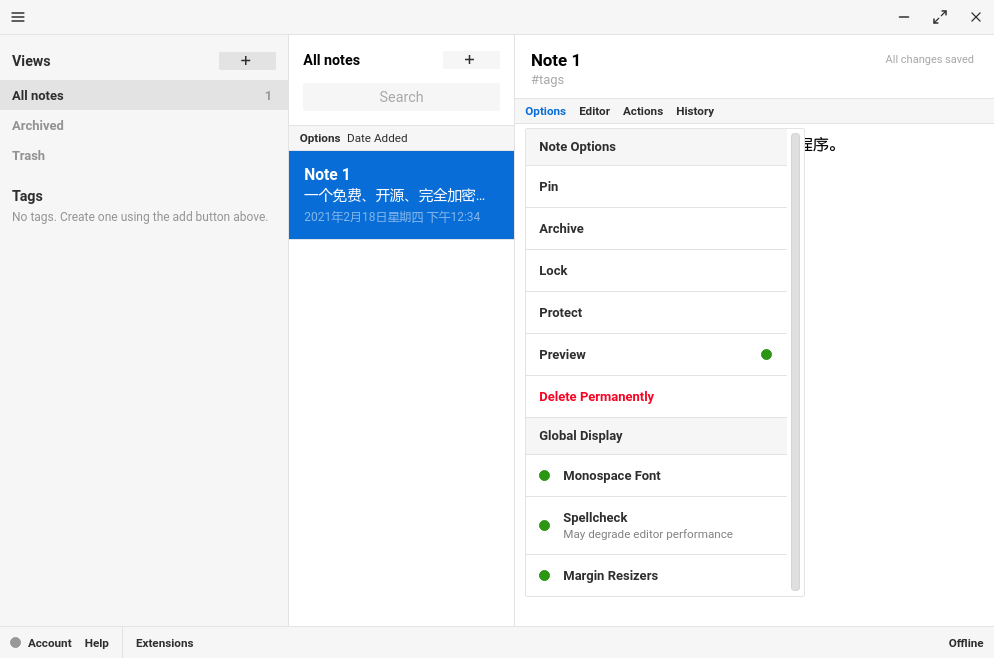 Views
+
All notes
1
Archived
Trash
Tags
No tags. Create one using the add button above.
All notes
+
Search
Options Date Added
Note 1
一个免费、开源、完全加密...
2021年2月18日星期四 下午12:34
Note 1
All changes saved
#tags
Options Editor Actions History
程序。
Note Options
Pin
Archive
Lock
Protect
Preview
Delete Permanently
Global Display
Monospace Font
Spellcheck
May degrade editor performance
Margin Resizers
Account Help Extensions
Offline